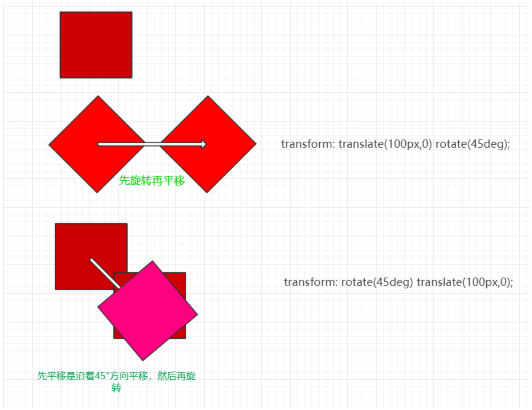 transform: translate(100px,0) rotate(45deg);
先旋转再平移
transform: rotate(45deg) translate(100px,0);
先平移是沿着45°方向平移，然后再旋
转